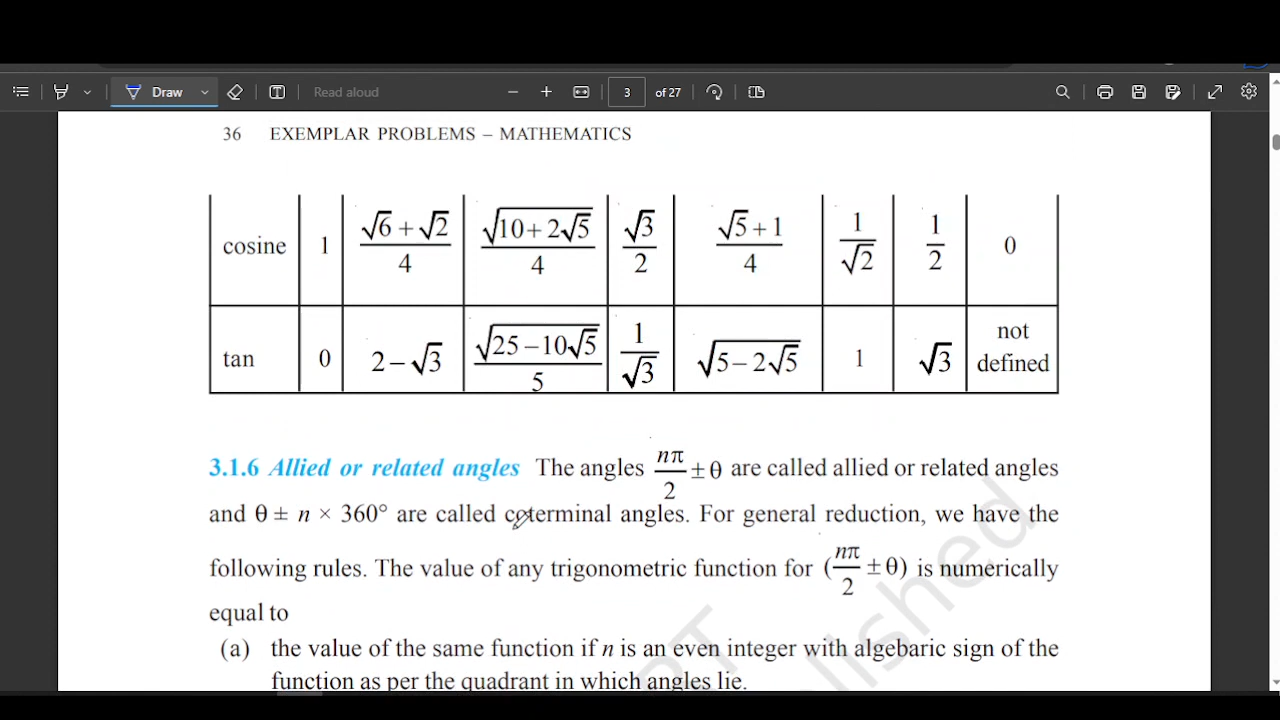 Draw
Read aloud
3 of 27
36 EXEMPLAR PROBLEMS – MATHEMATICS
cosine 1 (√6 + √2)/4 √(10 + 2√5)/4 √3/2 (√5 + 1)/4 1/√2 1/2 0
tan 0 2 – √3 √(25 – 10√5)/5 1/√3 √(5 – 2√5) 1 √3 not defined
3.1.6 Allied or related angles The angles nπ/2 ± θ are called allied or related angles
and θ ± n × 360° are called coterminal angles. For general reduction, we have the
following rules. The value of any trigonometric function for (nπ/2 ± θ) is numerically
equal to
(a) the value of the same function if n is an even integer with algebaric sign of the
function as per the quadrant in which angles lie.